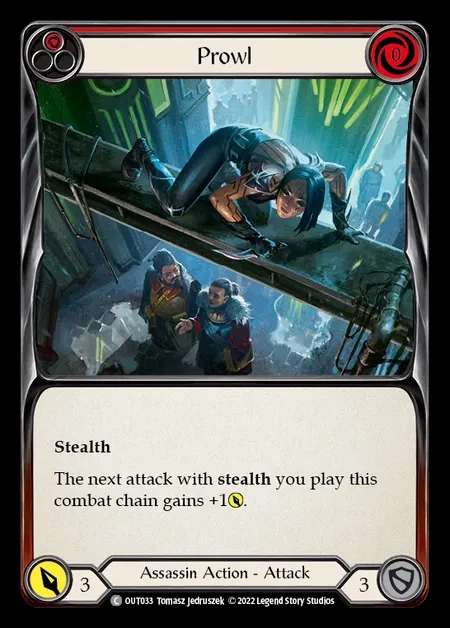 Prowl
0
Stealth
The next attack with stealth you play this
combat chain gains +1.
3
Assassin Action - Attack
3
C OUT033 Tomasz Jedruszek © 2022 Legend Story Studios